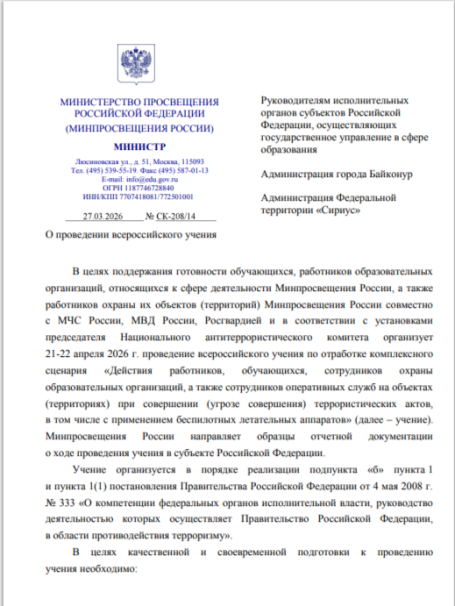 МИНИСТЕРСТВО ПРОСВЕЩЕНИЯ
РОССИЙСКОЙ ФЕДЕРАЦИИ
(МИНПРОСВЕЩЕНИЯ РОССИИ)
МИНИСТР
Люсиновская ул., д. 51, Москва, 115093
Тел. (495) 539-55-19. Факс (495) 587-01-13
E-mail: info@edu.gov.ru
ОГРН 1187746728840
ИНН/КПП 7707418081/772501001
27.03.2026 № СК-208/14
О проведении всероссийского учения
Руководителям исполнительных
органов субъектов Российской
Федерации, осуществляющих
государственное управление в сфере
образования
Администрация города Байконур
Администрация Федеральной
территории «Сириус»
В целях поддержания готовности обучающихся, работников образовательных
организаций, относящихся к сфере деятельности Минпросвещения России, а также
работников охраны их объектов (территорий) Минпросвещения России совместно
с МЧС России, МВД России, Росгвардией и в соответствии с установками
председателя Национального антитеррористического комитета организует
21-22 апреля 2026 г. проведение всероссийского учения по отработке комплексного
сценария «Действия работников, обучающихся, сотрудников охраны
образовательных организаций, а также сотрудников оперативных служб на объектах
(территориях) при совершении (угрозе совершения) террористических актов,
в том числе с применением беспилотных летательных аппаратов» (далее – учение).
Минпросвещения России направляет образцы отчетной документации
о ходе проведения учения в субъекте Российской Федерации.
Учение организуется в порядке реализации подпункта «б» пункта 1
и пункта 1(1) постановления Правительства Российской Федерации от 4 мая 2008 г.
№ 333 «О компетенции федеральных органов исполнительной власти, руководство
деятельностью которых осуществляет Правительство Российской Федерации,
в области противодействия терроризму».
В целях качественной и своевременной подготовки к проведению
учения необходимо: